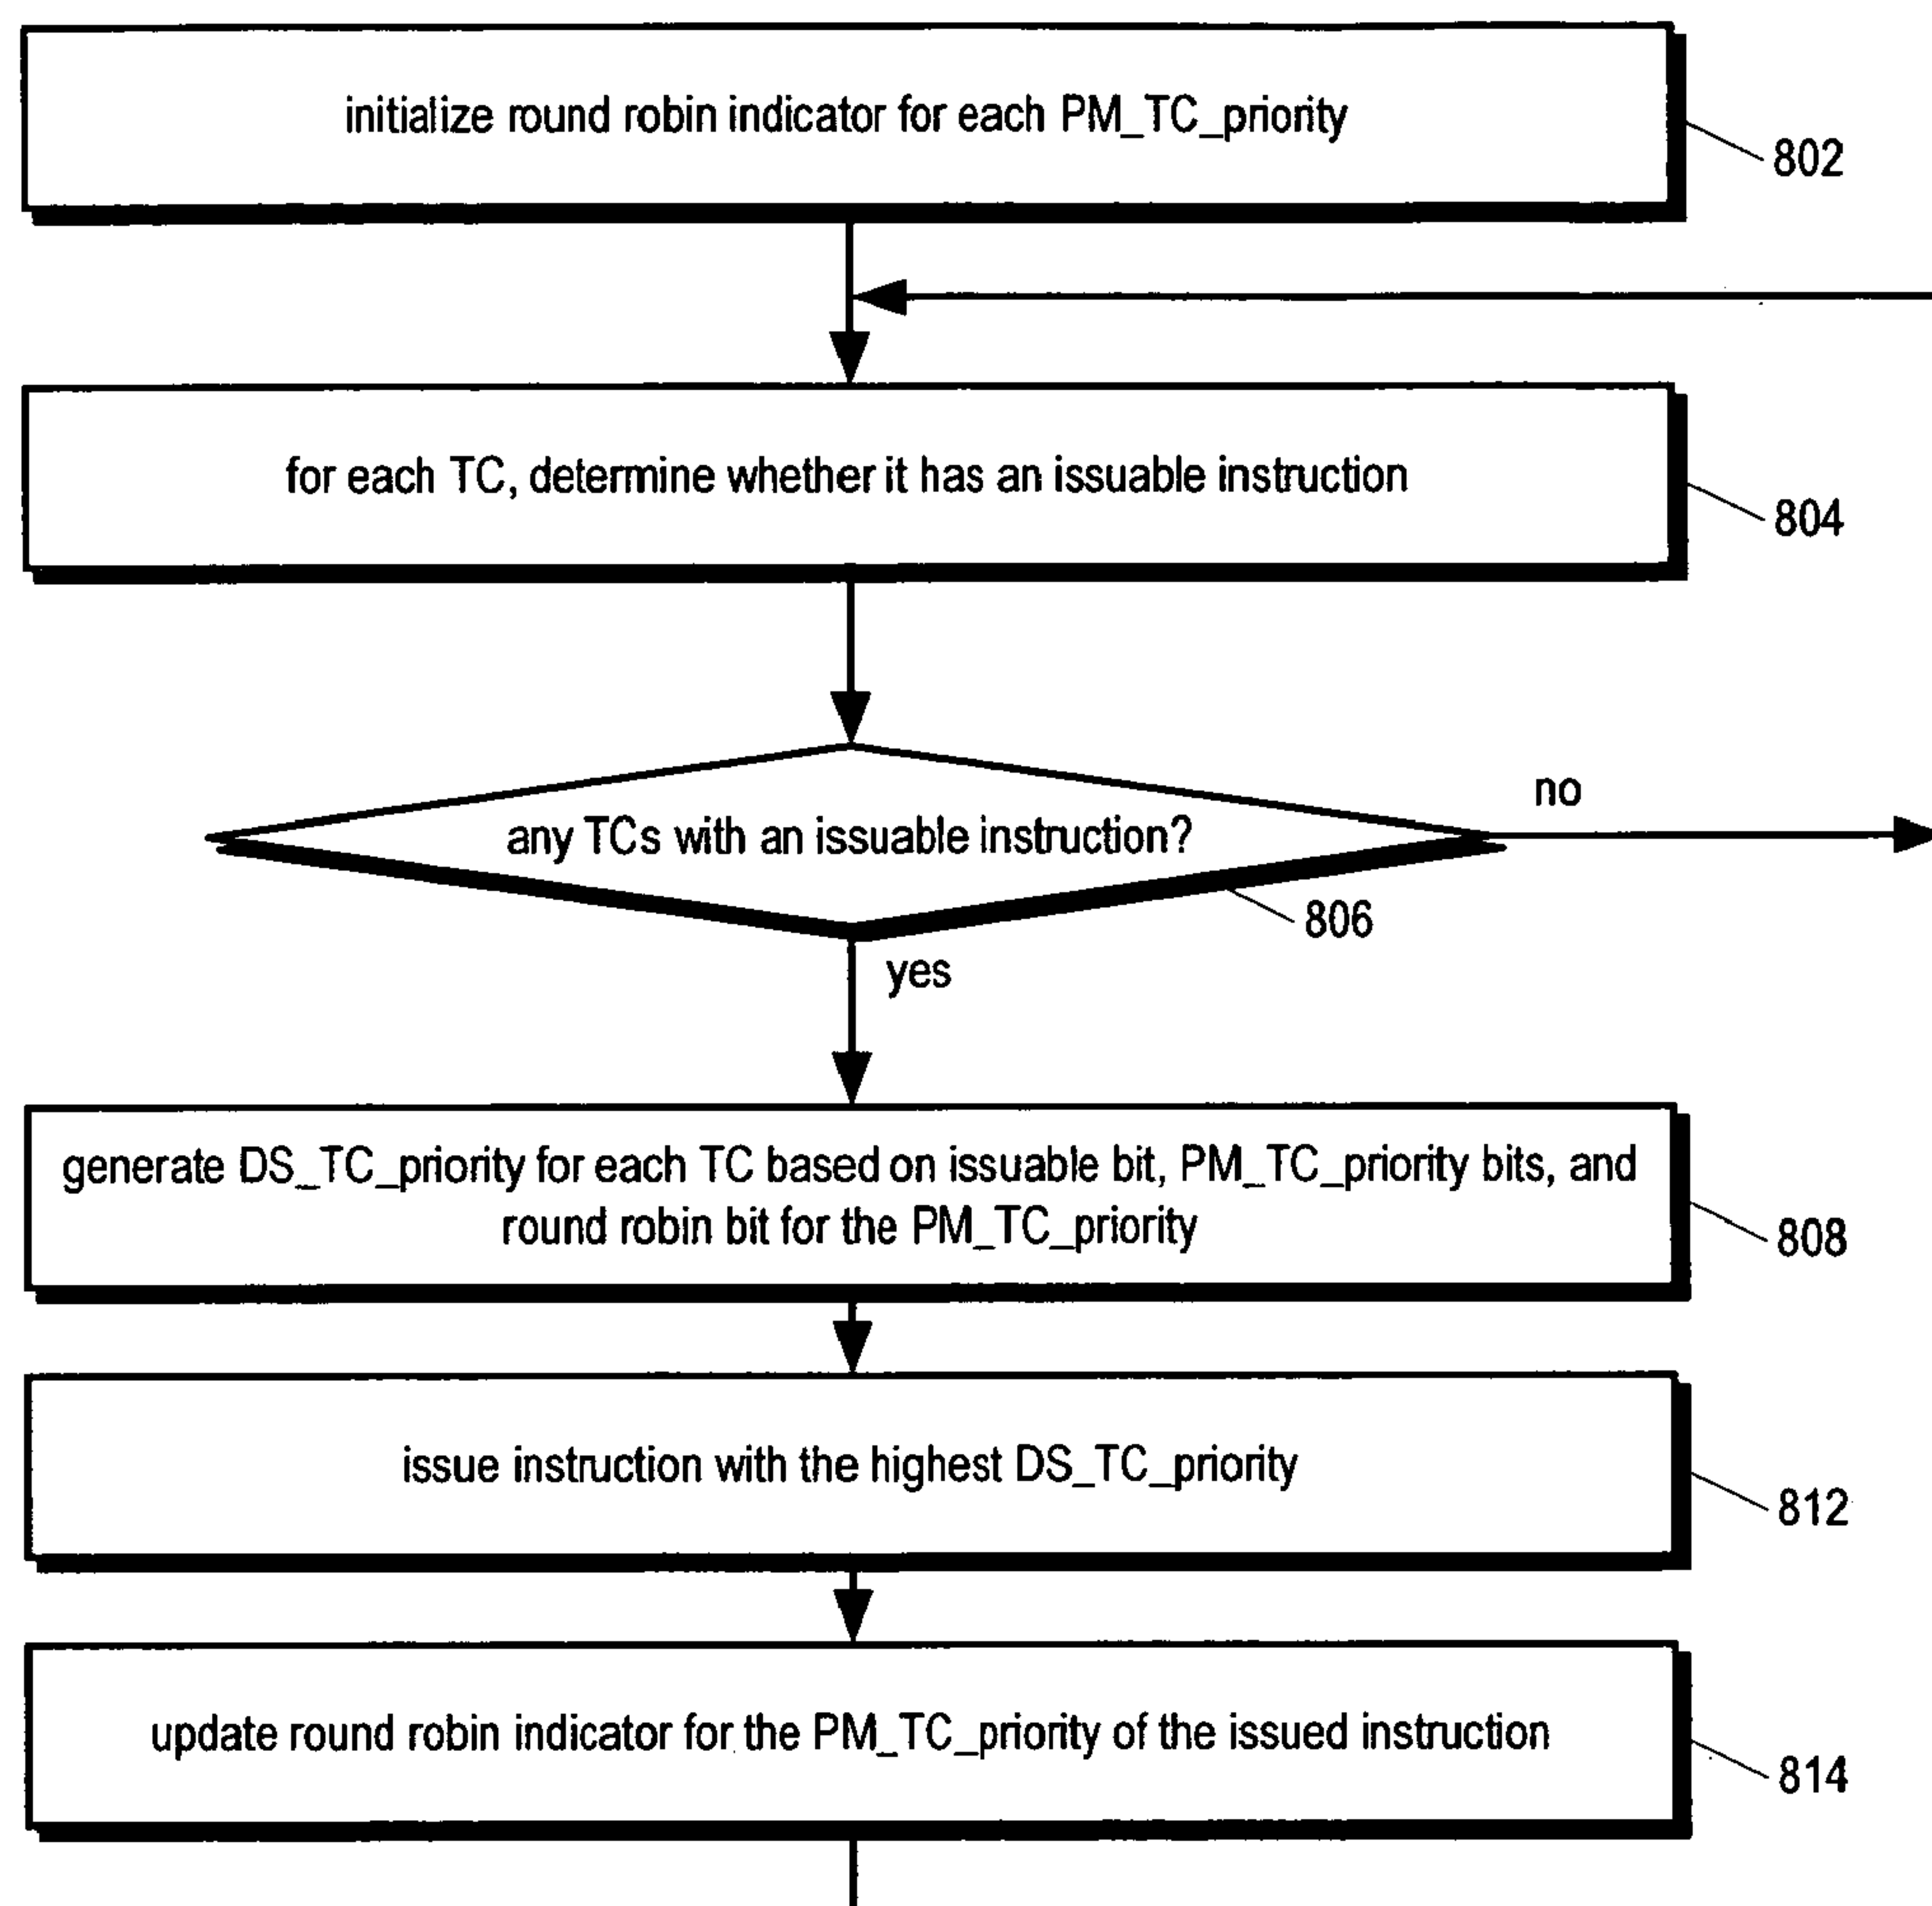 initialize round robin indicator for each PM_TC_priority
802
for each TC, determine whether it has an issuable instruction
804
any TCs with an issuable instruction?
no
806
yes
generate DS_TC_priority for each TC based on issuable bit, PM_TC_priority bits, and
round robin bit for the PM_TC_priority
808
issue instruction with the highest DS_TC_priority
812
update round robin indicator for the PM_TC_priority of the issued instruction
814